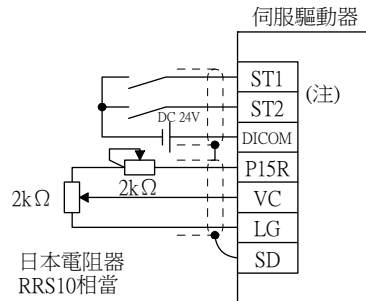 伺服驅動器
ST1
(注)
ST2
DC 24V
DICOM
P15R
2kΩ
2kΩ
VC
LG
日本電阻器
RRS10相當
SD